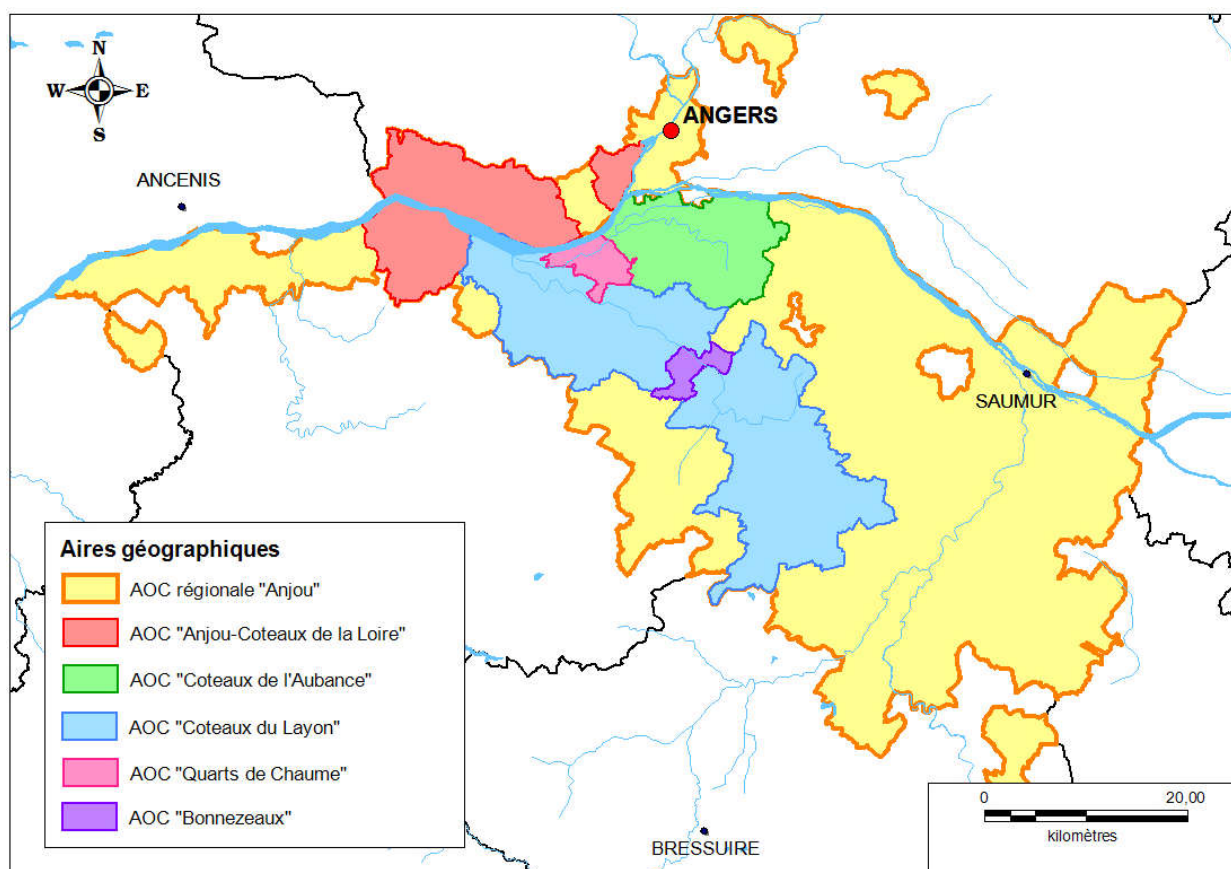 N
W E
S
ANGERS
ANCENIS
SAUMUR
Aires géographiques
AOC régionale "Anjou"
AOC "Anjou-Coteaux de la Loire"
AOC "Coteaux de l'Aubance"
AOC "Coteaux du Layon"
AOC "Quarts de Chaume"
AOC "Bonnezeaux"
BRESSUIRE
0 20,00
kilomètres